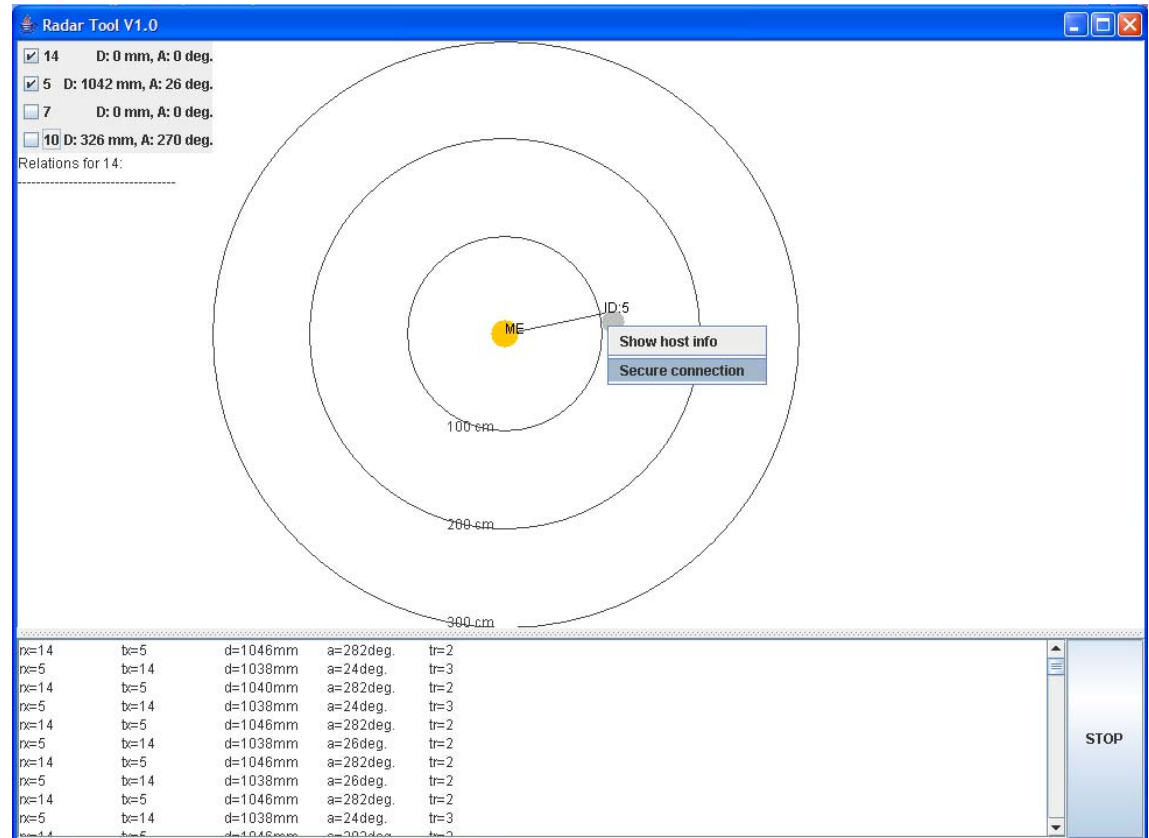 Radar Tool V1.0
14 D: 0 mm, A: 0 deg.
5 D: 1042 mm, A: 26 deg.
7 D: 0 mm, A: 0 deg.
10 D: 326 mm, A: 270 deg.
Relations for 14:
----------------------------------
ID:5
ME
Show host info
Secure connection
100 cm
200 cm
300 cm
rx=14 tx=5 d=1046mm a=282deg. tr=2
rx=5 tx=14 d=1038mm a=24deg. tr=3
rx=14 tx=5 d=1040mm a=282deg. tr=2
rx=5 tx=14 d=1038mm a=24deg. tr=3
rx=14 tx=5 d=1046mm a=282deg. tr=2
rx=5 tx=14 d=1038mm a=26deg. tr=2
rx=14 tx=5 d=1046mm a=282deg. tr=2
rx=5 tx=14 d=1038mm a=26deg. tr=2
rx=14 tx=5 d=1046mm a=282deg. tr=2
rx=5 tx=14 d=1038mm a=24deg. tr=3
STOP